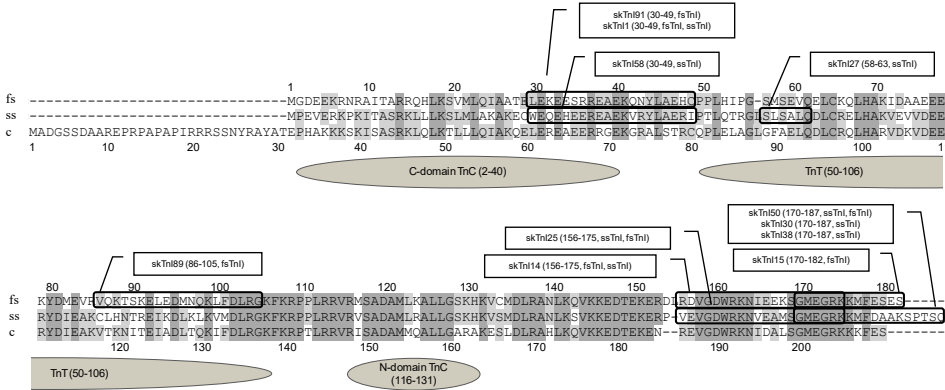 skTnI91 (30-49, fsTnI)
skTnI1 (30-49, fsTnI, ssTnI)
skTnI58 (30-49, ssTnI)
skTnI27 (58-63, ssTnI)
1 10 20 30 40 50 60 70
fs --- MGDEEKRNRAITARRQHLKSVMLQIAATELEKEESRREAEKQNYLAEHCPPLHIPG-SMSEVQELCKQLHAKIDAAEEE
ss --- MPEVERKPKITASRKLLLKSLMLAKAKECWEQEHEEREAEKVRYLAERIPTLQTRGLSLSALQDLCRELHAKVEVVDEE
c MADGSSDAAREPRPAPAPIRRRSSNYRAYATEPHAKKKSKISASRKLQLKTLLLQIAKQELEREAEERRGEKGRALSTRCQPLELAGLGFAELQDLCRQLHARVDKVDEE
1 10 20 30 40 50 60 70 80 90 100 110
C-domain TnC (2-40)
TnT (50-106)
skTnI50 (170-187, ssTnI, fsTnI)
skTnI30 (170-187, ssTnI)
skTnI38 (170-187, ssTnI)
skTnI25 (156-175, ssTnI, fsTnI)
skTnI89 (86-105, fsTnI)
skTnI14 (156-175, fsTnI, ssTnI)
skTnI15 (170-182, fsTnI)
80 90 100 110 120 130 140 150 160 170 180
fs KYDMEVRVQKTSKELEDMNQKLFDLRGKFKRPPLRRVRMSADAMLKALLGSKHKVCMDLRANLKQVKKEDTEKERDLRDVGDWRKNIEEKSGMEGRKKMFESES
ss RYDIEAKCLHNTREIKDLKLKVMDLRGKFKRPPLRRVRVSADAMLRALLGSKHKVSMDLRANLKSVKKEDTEKERP-VEVGDWRKNVEAMSGMEGRKKMFDAAKSPTSQ
c RYDIEAKVTKNITEIADLTQKIFDLRGKFKRPTLRRVRISADAMMQALLGARAKESLDLRAHLKQVKKEDTEKEN--REVGDWRKNIDALSGMEGRKKKFES---
120 130 140 150 160 170 180 190 200
TnT (50-106)
N-domain TnC
(116-131)